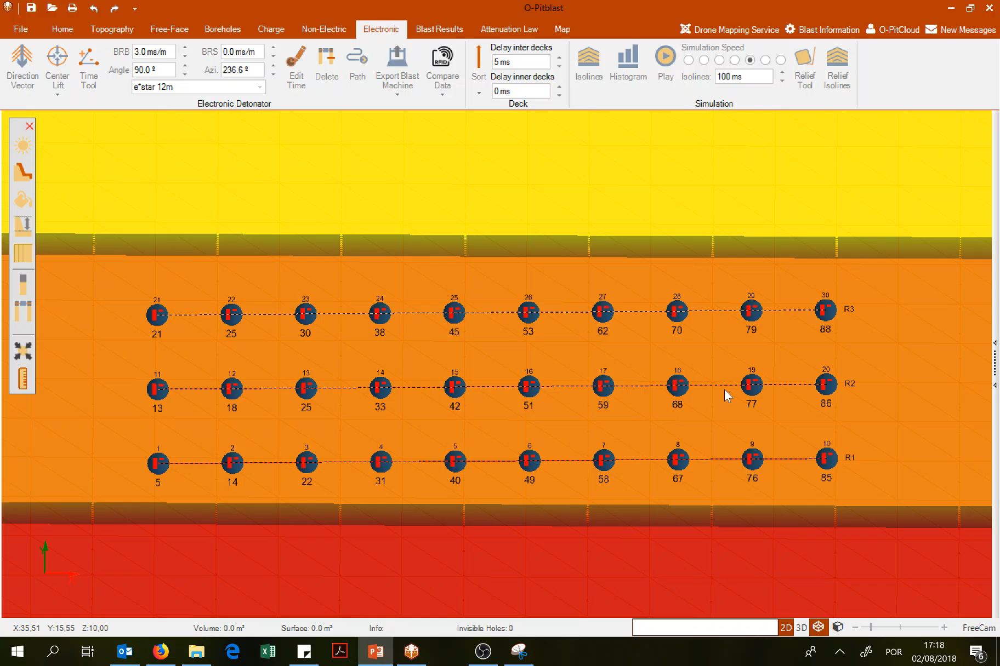 O-Pitblast
File Home Topography Free-Face Boreholes Charge Non-Electric Electronic Blast Results Attenuation Law Map Drone Mapping Service Blast Information O-PitCloud New Messages
BRB 3.0 ms/m BRS 0.0 ms/m
Angle 90.0 º Azi. 236.6 º
e*star 12m
Direction
Vector
Center
Lift
Time
Tool
Edit
Time
Delete
Path
Export Blast
Machine
RFID
Compare
Data
Electronic Detonator
Sort
Delay inter decks
5 ms
Delay inner decks
0 ms
Deck
Isolines
Histogram
Play
Simulation Speed
Isolines: 100 ms
Relief
Tool
Relief
Isolines
Simulation
21 22 23 24 25 26 27 28 29 30
R3
21 25 30 38 45 53 62 70 79 88
11 12 13 14 15 16 17 18 19 20
R2
13 18 25 33 42 51 59 68 77 86
1 2 3 4 5 6 7 8 9 10
R1
5 14 22 31 40 49 58 67 76 85
X:35,51 Y:15,55 Z:10,00 Volume: 0.0 m³ Surface: 0.0 m² Info: Invisible Holes: 0 2D 3D FreeCam
POR
17:18
02/08/2018
6